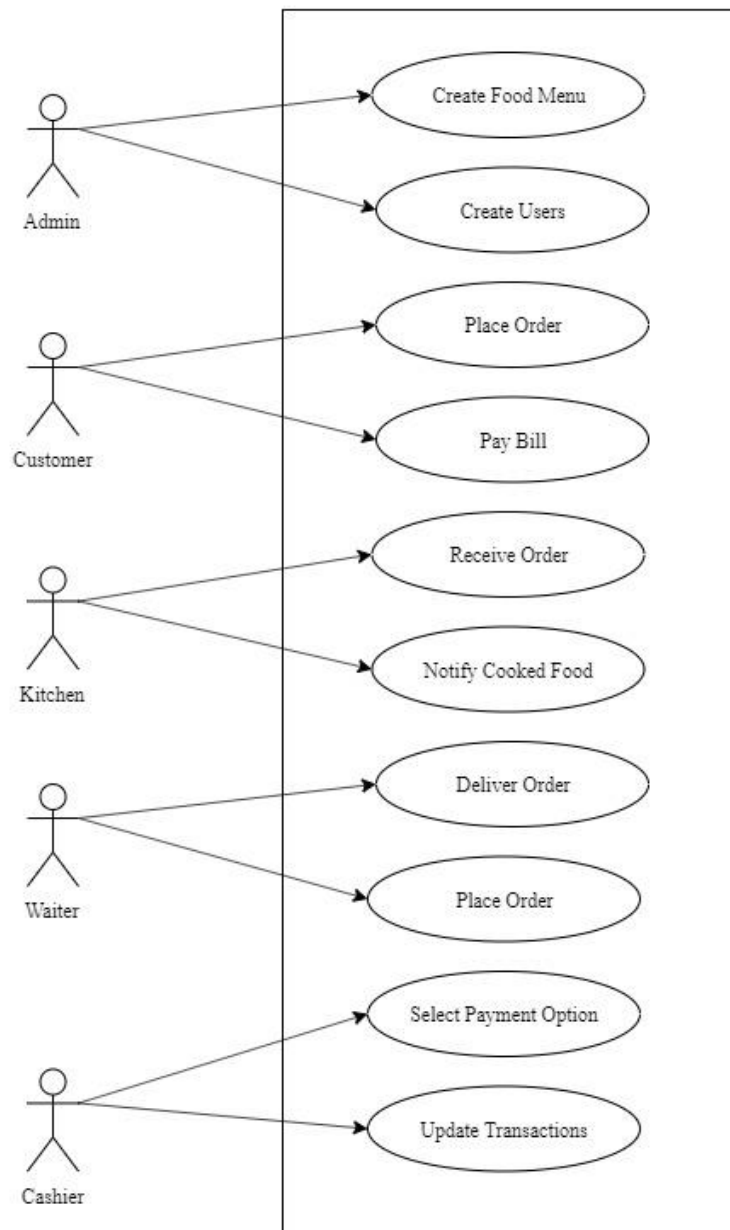 Create Food Menu
Admin
Create Users
Place Order
Customer
Pay Bill
Receive Order
Kitchen
Notify Cooked Food
Deliver Order
Waiter
Place Order
Select Payment Option
Update Transactions
Cashier